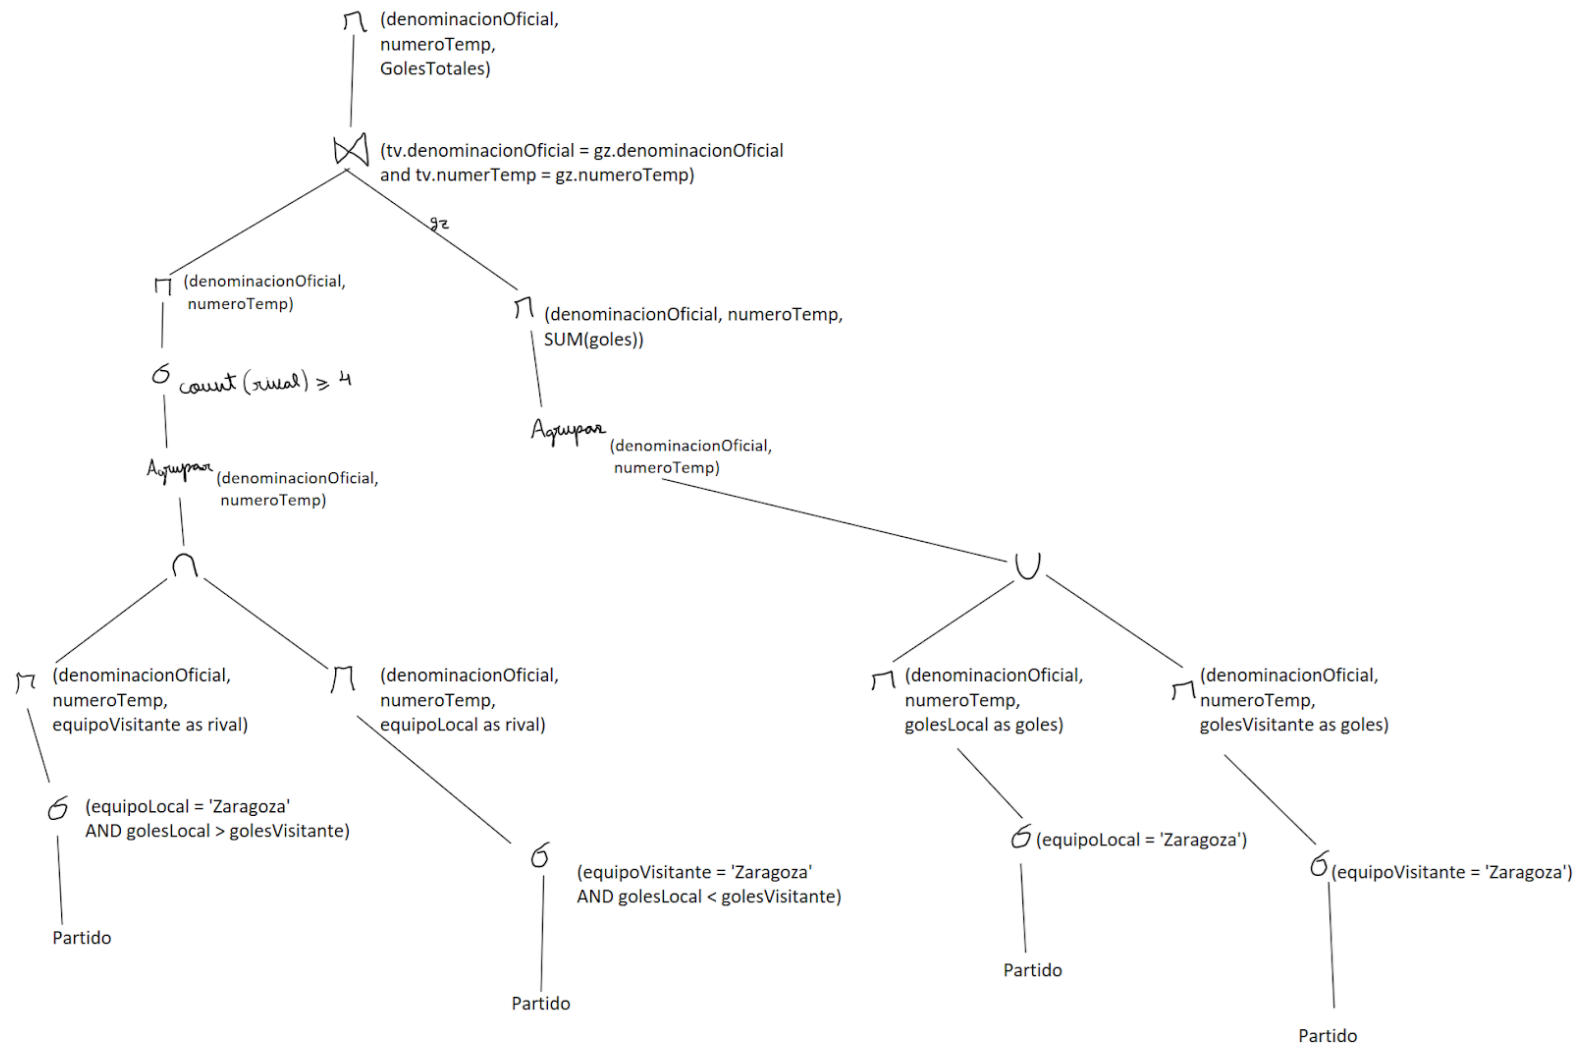 π (denominacionOficial,
numeroTemp,
GolesTotales)
⋈ (tv.denominacionOficial = gz.denominacionOficial
and tv.numerTemp = gz.numeroTemp)
gz
π (denominacionOficial,
numeroTemp)
π (denominacionOficial, numeroTemp,
SUM(goles))
σ count(rival) ≥ 4
Agrupar (denominacionOficial,
numeroTemp)
Agrupar (denominacionOficial,
numeroTemp)
∩
∪
π (denominacionOficial,
numeroTemp,
equipoVisitante as rival)
π (denominacionOficial,
numeroTemp,
equipoLocal as rival)
π (denominacionOficial,
numeroTemp,
golesLocal as goles)
π (denominacionOficial,
numeroTemp,
golesVisitante as goles)
σ (equipoLocal = 'Zaragoza'
AND golesLocal > golesVisitante)
σ (equipoVisitante = 'Zaragoza'
AND golesLocal < golesVisitante)
σ (equipoLocal = 'Zaragoza')
σ (equipoVisitante = 'Zaragoza')
Partido
Partido
Partido
Partido